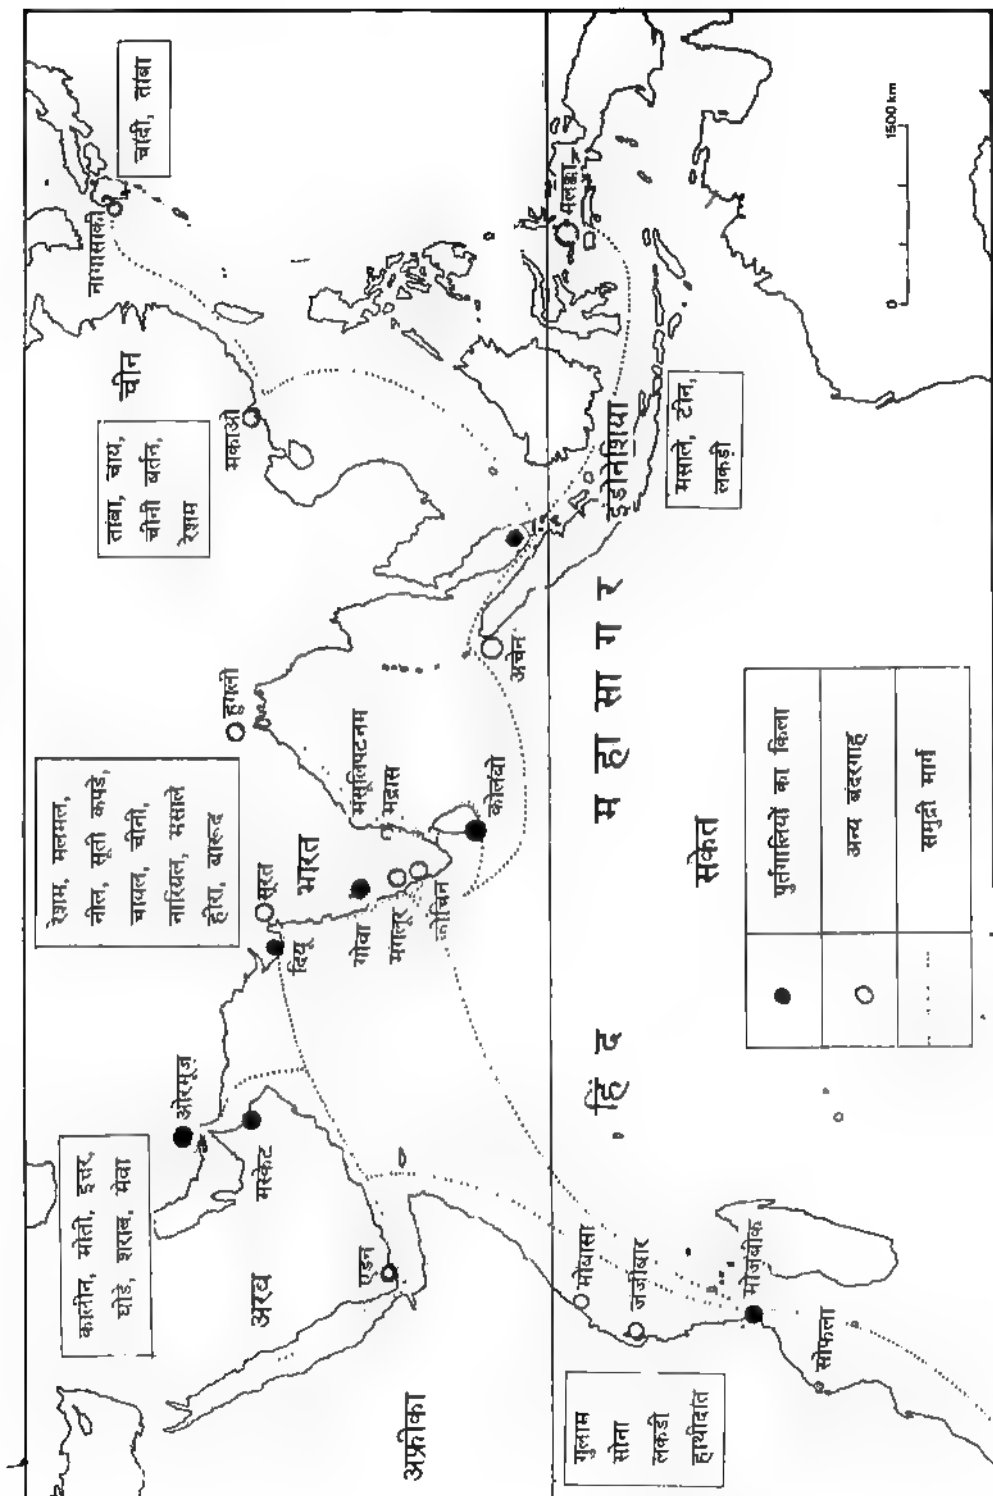 कालीन, मोती, इत्तर,
घोडे, शराब, मेवा
ओरमूज़
मस्केट
अरब
एडन
अफ्रीका
गुलाम
सोना
लकडी
हाथीदांत
मोंबासा
जंजीबार
मोजंबीक
सोफला
रेशम, मलमल,
नील, सूती कपडे,
चावल, चीनी,
नारियल, मसाले
हीरा, बारूद
हुगली
सूरत
दियू
भारत
गोवा
मंगलूर
कोचिन
मसूलिपटनम
मद्रास
कोलंबो
तांबा, चाय,
चीनी बर्तन,
रेशम
चीन
मकाओ
नागासाकी
चांदी, तांबा
अचेन
मलक्का
इंडोनेशिया
मसाले, टीन,
लकड़ी
हिंद महासागर
0 1500 km
संकेत
पुर्तगालियों का किला
अन्य बंदरगाह
समुद्री मार्ग